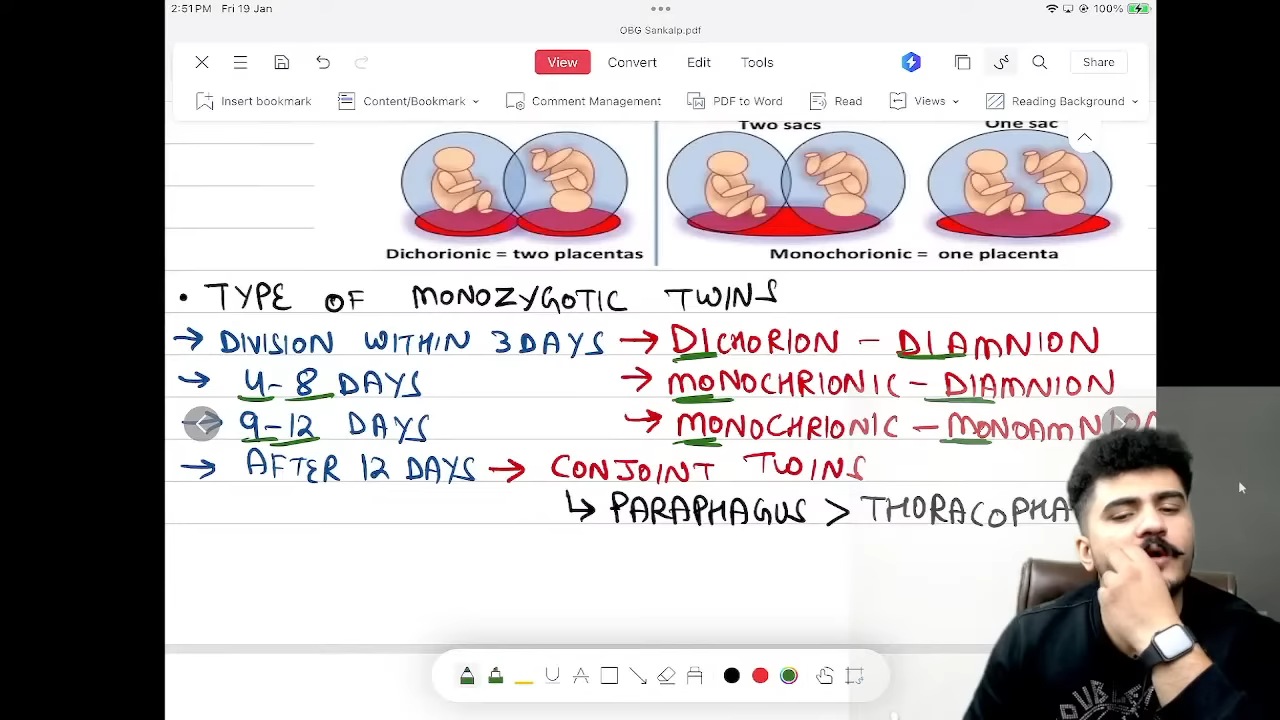 2:51 PM Fri 19 Jan
100%
OBG Sankalp.pdf
View Convert Edit Tools Share
Insert bookmark Content/Bookmark Comment Management PDF to Word Read Views Reading Background
Two sacs One sac
Dichorionic = two placentas Monochorionic = one placenta
• TYPE OF MONOZYGOTIC TWINS
→ DIVISION WITHIN 3 DAYS → DICHORION – DIAMNION
→ 4-8 DAYS → MONOCHRIONIC – DIAMNION
→ 9-12 DAYS → MONOCHRIONIC – MONOAMNION
→ AFTER 12 DAYS → CONJOINT TWINS
↳ PARAPHAGUS > THORACOPHA